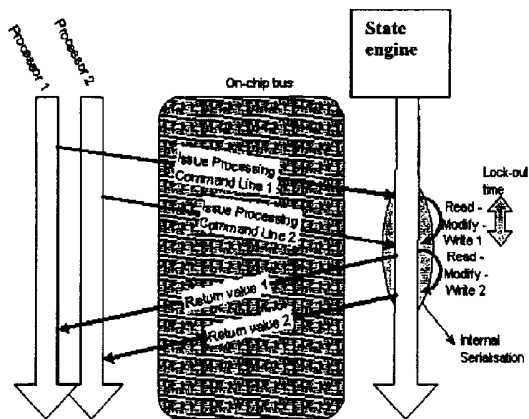 Processor 1
Processor 2
On-chip bus
State
engine
Issue Processing
Command Line 1
Issue Processing
Command Line 2
Return value 1
Return value 2
Lock-out
time
Read -
Modify -
Write 1
Read -
Modify -
Write 2
Internal
Serialisation